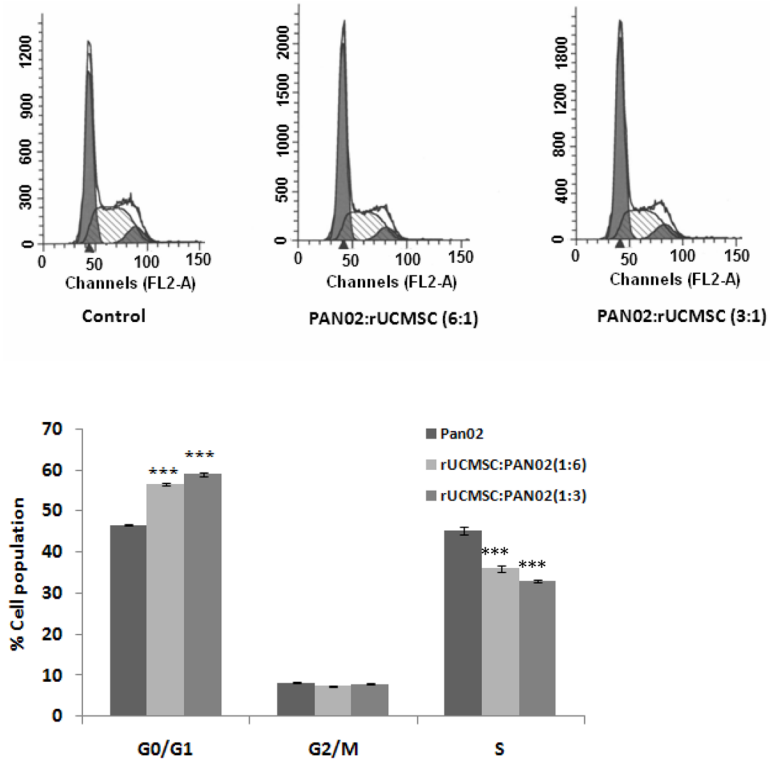 1200
900
600
300
0
0 50 100 150
Channels (FL2-A)
Control
2000
1500
1000
500
0
0 50 100 150
Channels (FL2-A)
PAN02:rUCMSC (6:1)
1800
1200
800
400
0
0 50 100 150
Channels (FL2-A)
PAN02:rUCMSC (3:1)
% Cell population
70
60
50
40
30
20
10
0
***
***
***
***
Pan02
rUCMSC:PAN02(1:6)
rUCMSC:PAN02(1:3)
G0/G1
G2/M
S